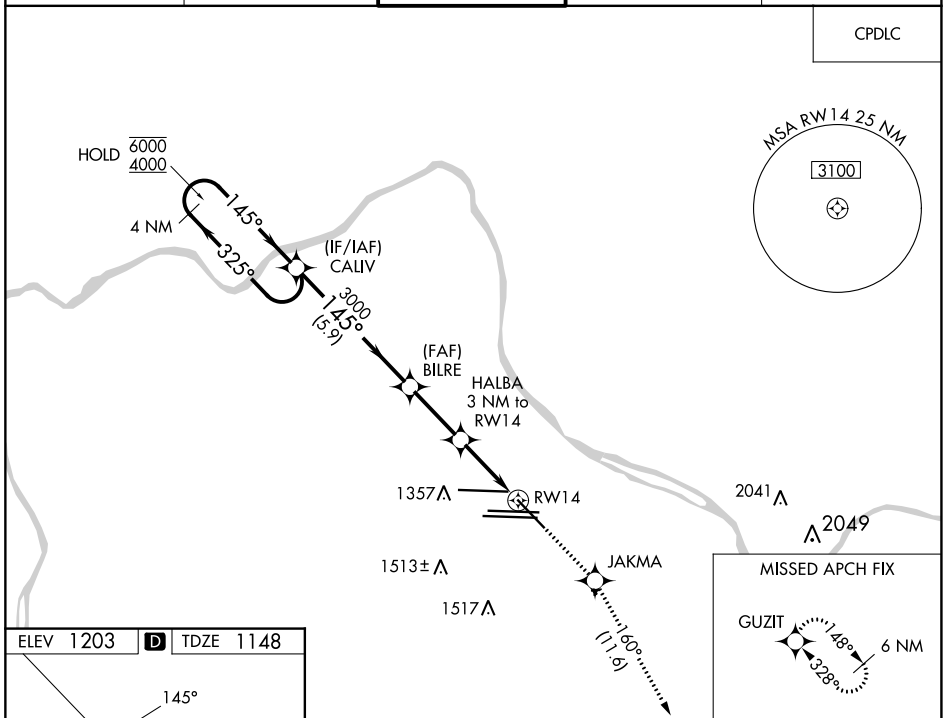 CPDLC
MSA RW14 25 NM
3100
HOLD 6000
4000
4 NM
145°
325°
(IF/IAF)
CALIV
3000
145°
(5.9)
(FAF)
BILRE
HALBA
3 NM to
RW14
1357
RW14
2041
2049
1513±
JAKMA
1517
160°
(11.6)
MISSED APCH FIX
GUZIT
148°
328°
6 NM
ELEV 1203 D TDZE 1148
145°